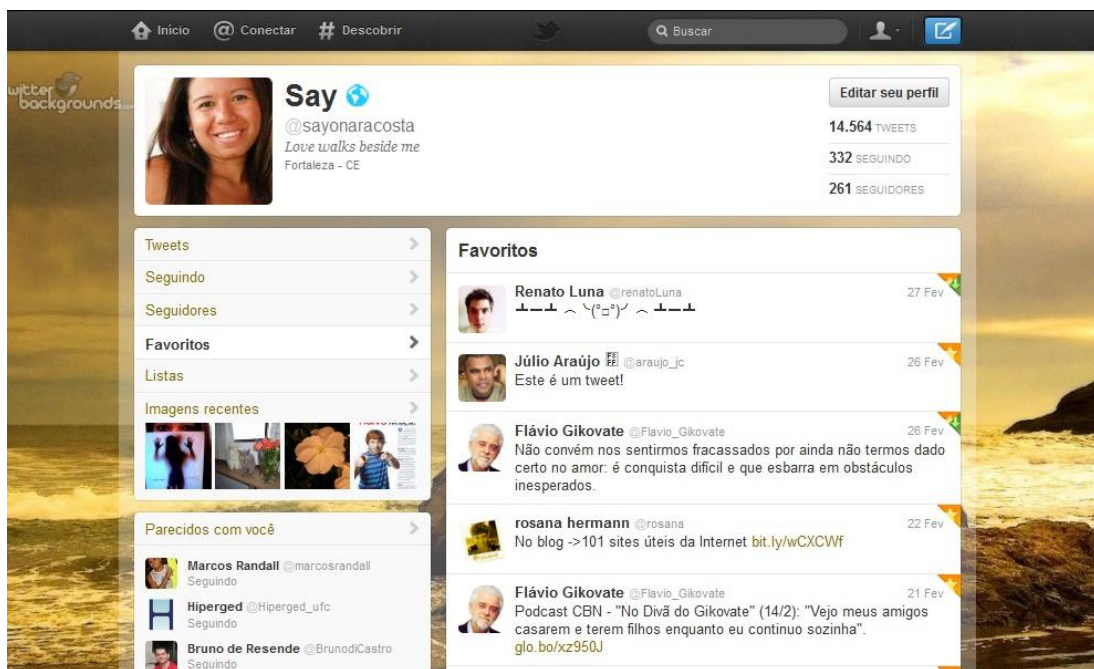 Início
@ Conectar
# Descobrir
Buscar
witter
backgrounds
Say
@sayonaracosta
Love walks beside me
Fortaleza - CE
Editar seu perfil
14.564 TWEETS
332 SEGUINDO
261 SEGUIDORES
Tweets
Seguindo
Seguidores
Favoritos
Listas
Imagens recentes
Parecidos com você
Marcos Randall @marcosrandall
Seguindo
Hiperged @Hiperged_ufc
Seguindo
Bruno de Resende @BrunodiCastro
Seguindo
Favoritos
Renato Luna @renatoLuna
27 Fev
┻━┻ ︵ ╰(°□°)╯ ︵ ┻━┻
Júlio Araújo @araujo_jc
26 Fev
Este é um tweet!
Flávio Gikovate @Flavio_Gikovate
26 Fev
Não convém nos sentirmos fracassados por ainda não termos dado
certo no amor: é conquista difícil e que esbarra em obstáculos
inesperados.
rosana hermann @rosana
22 Fev
No blog ->101 sites úteis da Internet bit.ly/wCXCWf
Flávio Gikovate @Flavio_Gikovate
21 Fev
Podcast CBN - "No Divã do Gikovate" (14/2): "Vejo meus amigos
casarem e terem filhos enquanto eu continuo sozinha".
glo.bo/xz950J